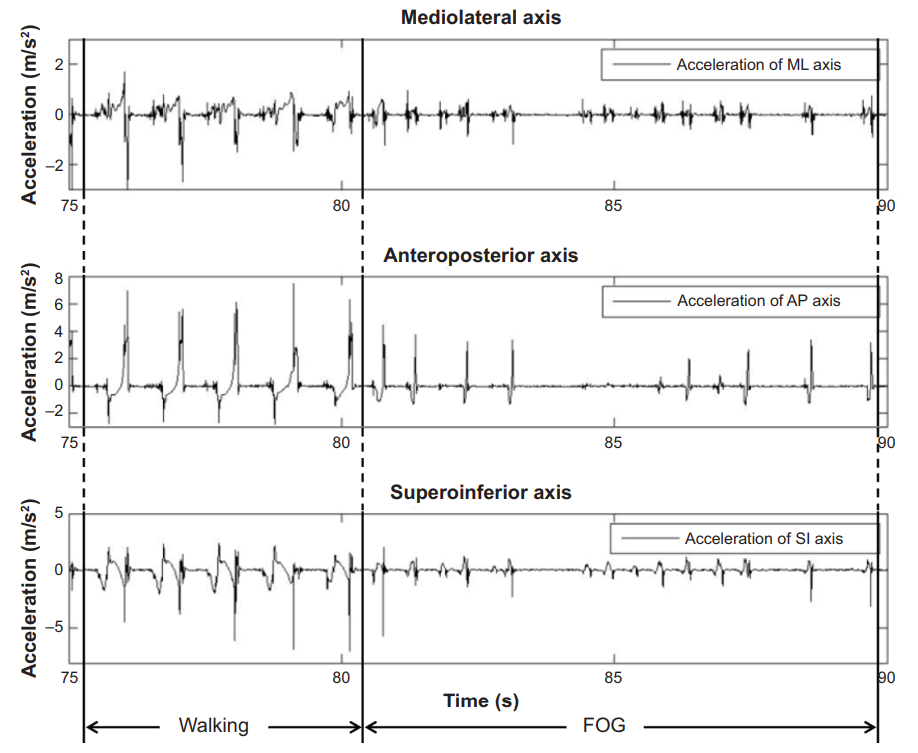 Mediolateral axis
Acceleration (m/s²)
2
0
–2
Acceleration of ML axis
75
80
85
90
Anteroposterior axis
Acceleration (m/s²)
8
6
4
2
0
–2
Acceleration of AP axis
75
80
85
90
Superoinferior axis
Acceleration (m/s²)
5
0
–5
Acceleration of SI axis
75
80
85
90
Time (s)
Walking
FOG